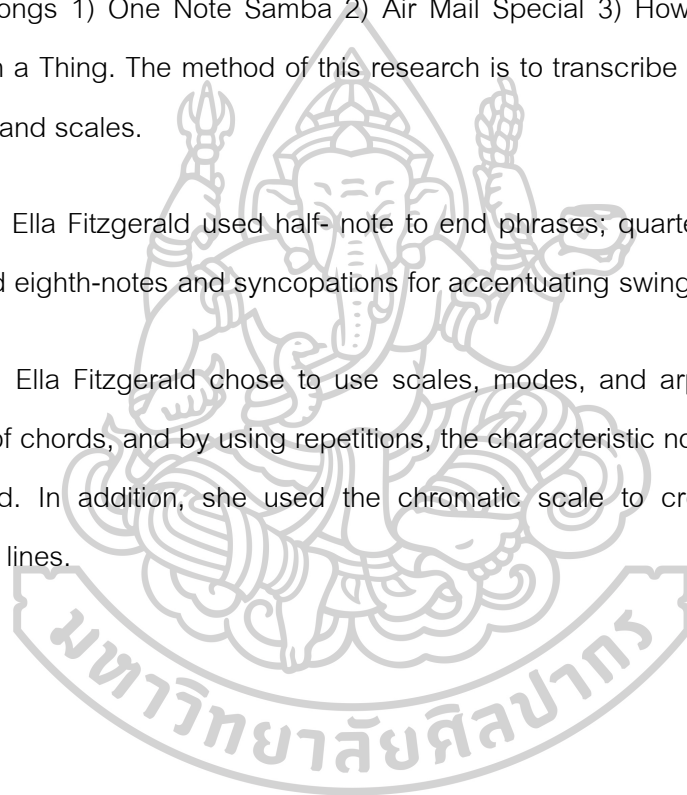 ongs 1) One Note Samba 2) Air Mail Special 3) How
a Thing. The method of this research is to transcribe
and scales.
Ella Fitzgerald used half- note to end phrases; quarte
eighth-notes and syncopations for accentuating swing
Ella Fitzgerald chose to use scales, modes, and arp
of chords, and by using repetitions, the characteristic no
d. In addition, she used the chromatic scale to cr
lines.
มหาวิทยาลัยศิลปากร